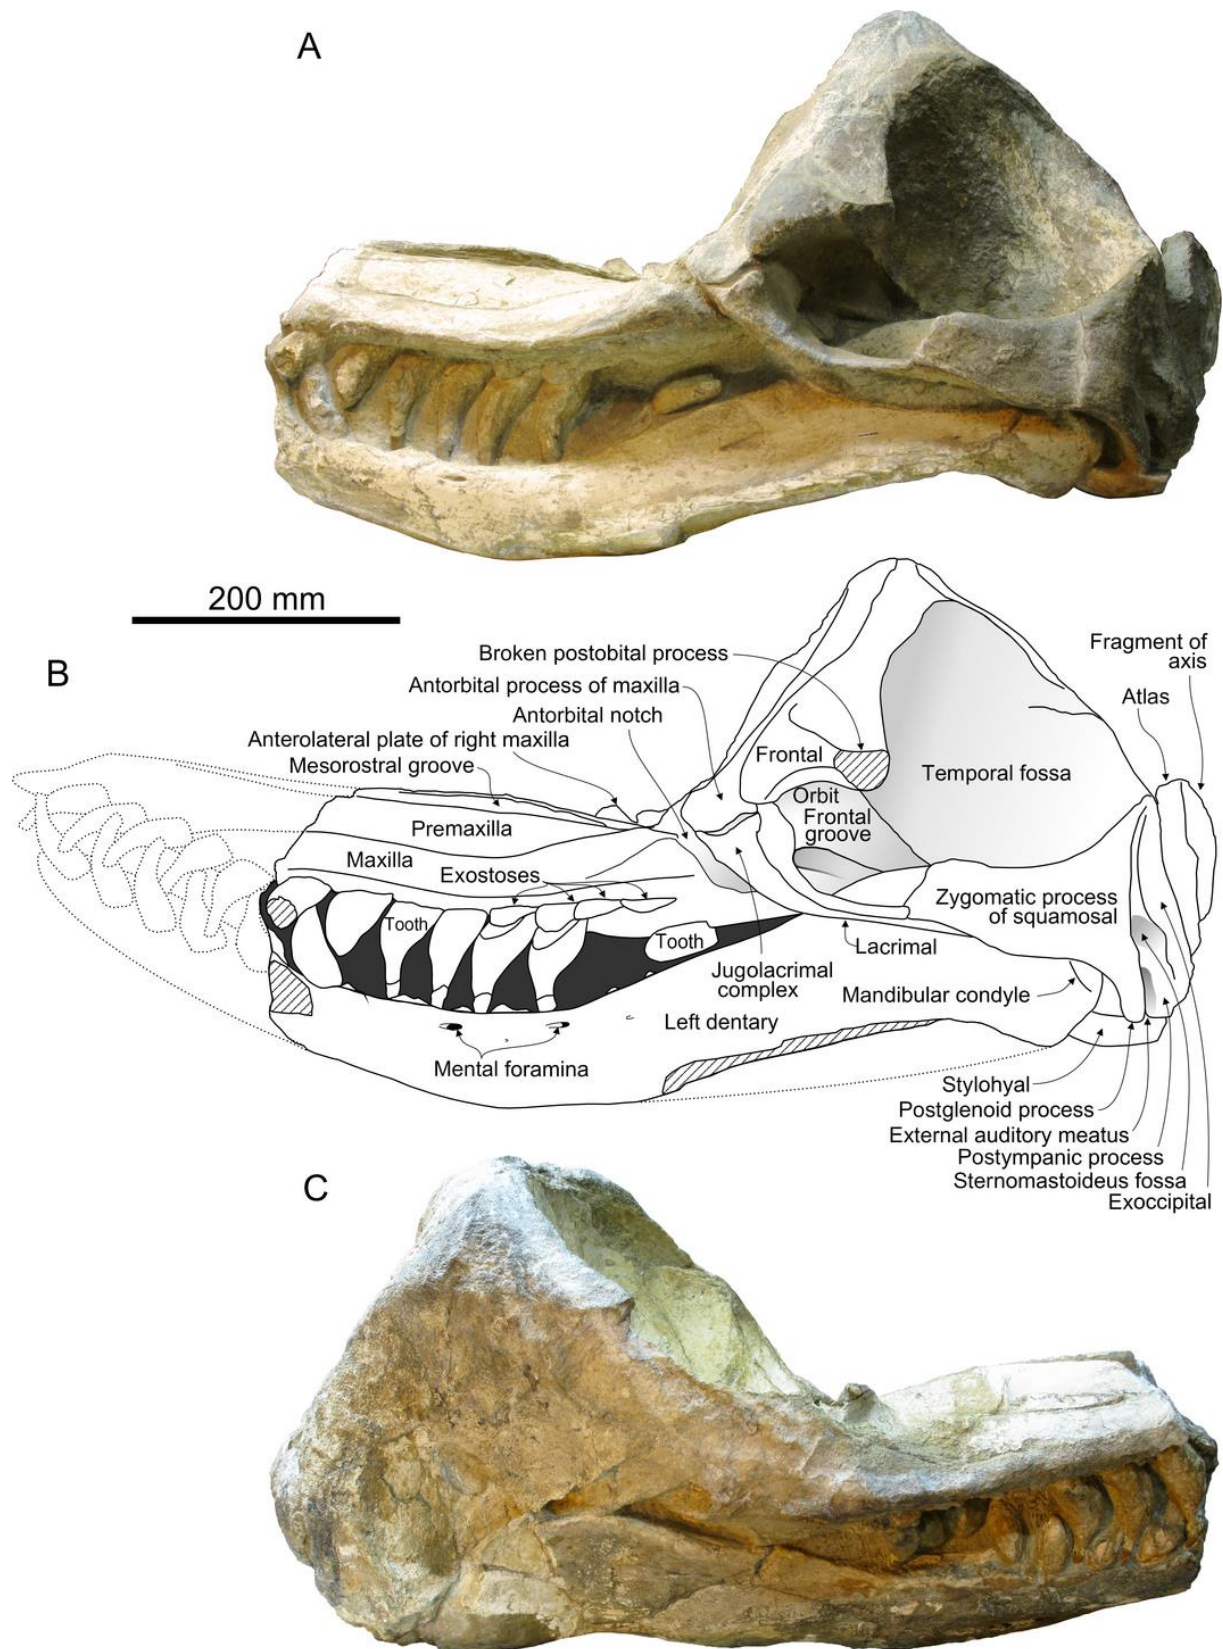 A
200 mm
B
Broken postobital process
Antorbital process of maxilla
Antorbital notch
Anterolateral plate of right maxilla
Mesorostral groove
Fragment of
axis
Atlas
Frontal
Temporal fossa
Orbit
Frontal
groove
Premaxilla
Maxilla
Exostoses
Zygomatic process
of squamosal
Tooth
Tooth
Lacrimal
Jugolacrimal
complex
Mandibular condyle
Left dentary
Mental foramina
Stylohyal
Postglenoid process
External auditory meatus
Postympanic process
Sternomastoideus fossa
Exoccipital
C